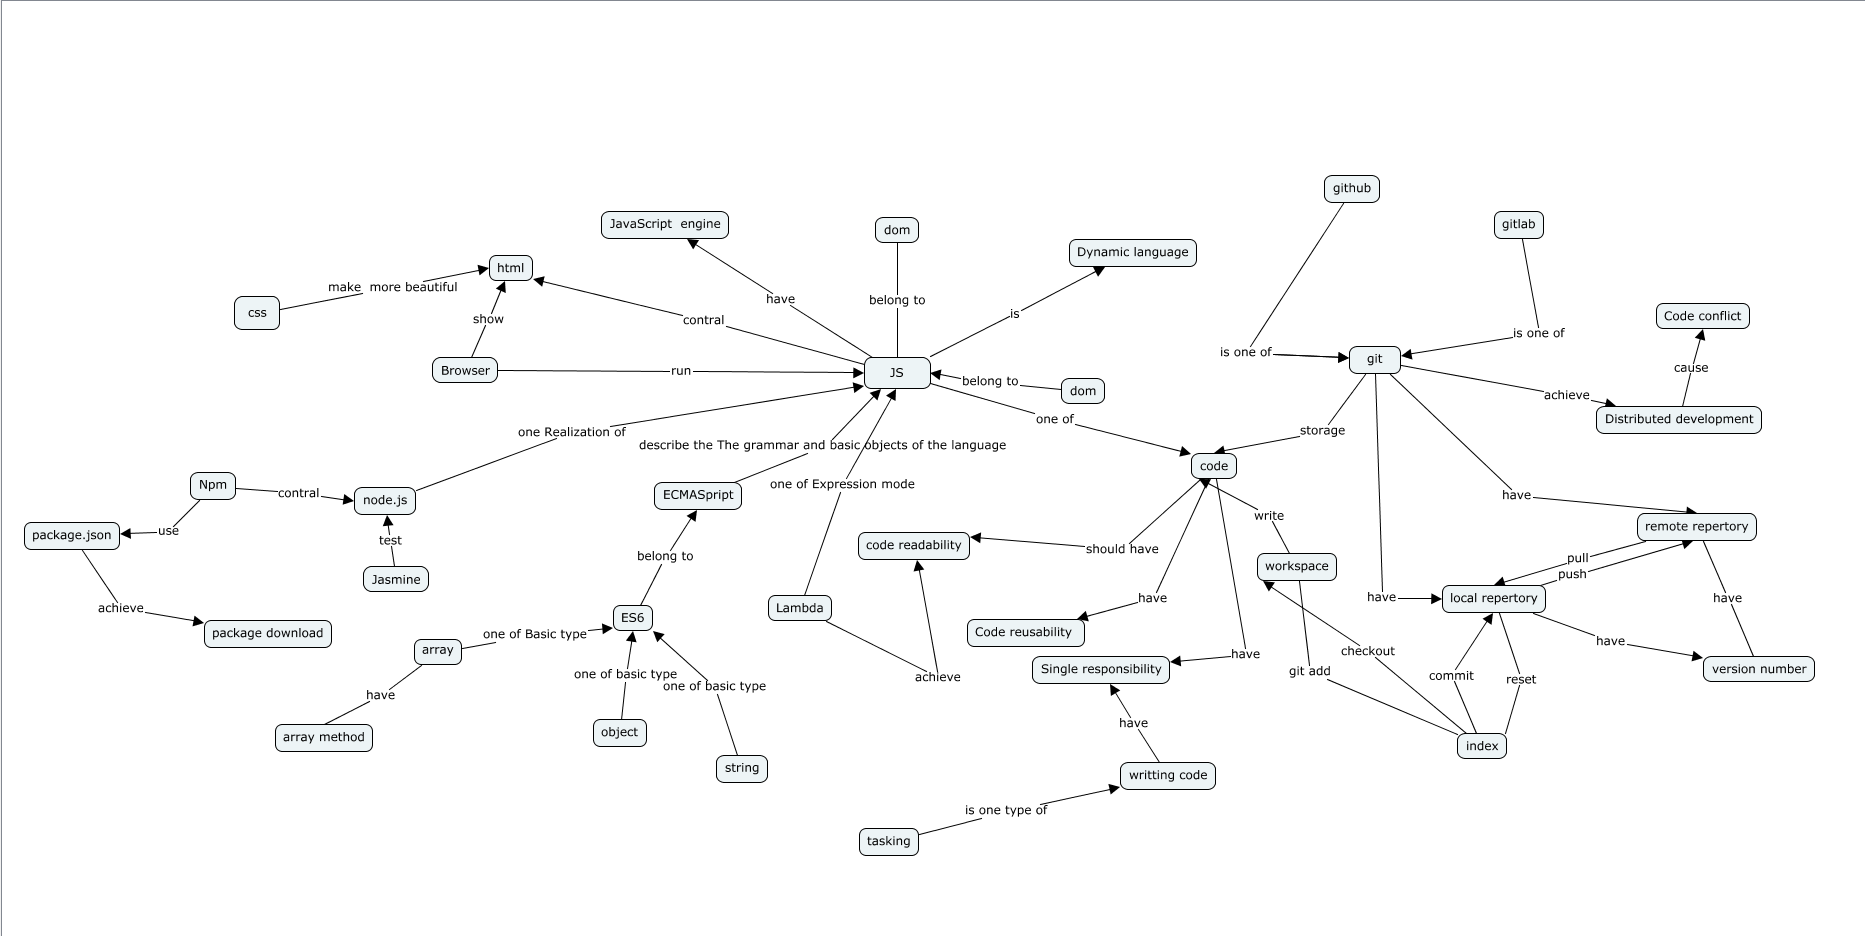 github
JavaScript  engine
dom
gitlab
Dynamic language
html
make  more beautiful
css
have
belong to
is
Code conflict
show
contral
is one of
is one of
git
Browser
run
JS
belong to
dom
cause
achieve
one of
Distributed development
one Realization of
describe the The grammar and basic objects of the language
storage
code
Npm
contral
node.js
one of Expression mode
ECMASpript
have
package.json
use
test
write
remote repertory
code readability
should have
belong to
workspace
pull
push
Jasmine
have
have
local repertory
have
achieve
Lambda
package download
ES6
Code reusability
one of Basic type
array
have
have
checkout
Single responsibility
version number
one of basic type
one of basic type
achieve
git add
commit
reset
have
have
array method
object
index
string
writting code
is one type of
tasking